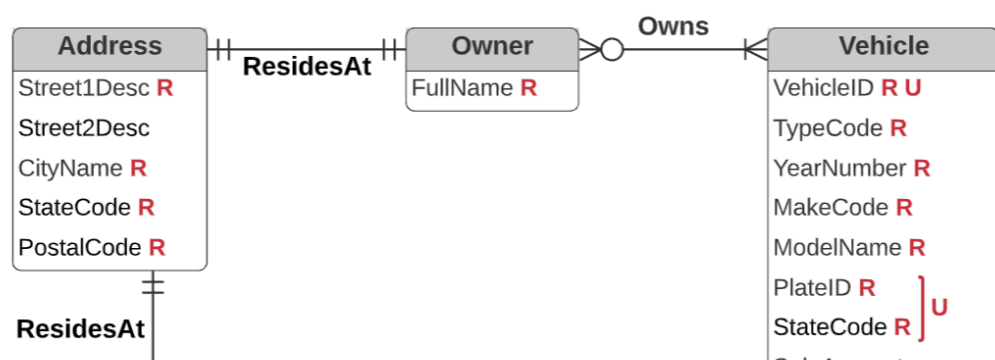 Address
Street1Desc R
Street2Desc
CityName R
StateCode R
PostalCode R
ResidesAt
ResidesAt
Owner
FullName R
Owns
Vehicle
VehicleID R U
TypeCode R
YearNumber R
MakeCode R
ModelName R
PlateID R
StateCode R
U